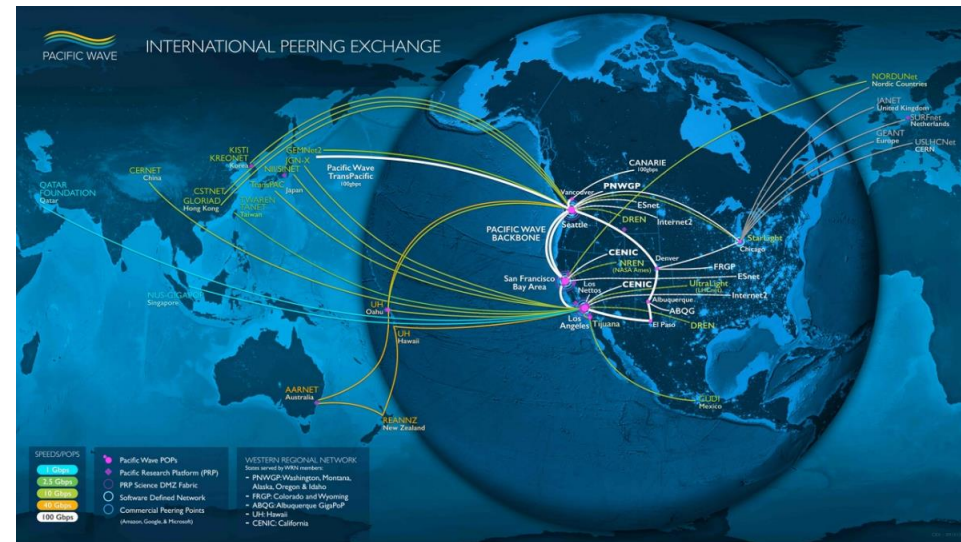 PACIFIC WAVE
INTERNATIONAL PEERING EXCHANGE
NORDUNet
Nordic Countries
JANET
United Kingdom
SURFnet
Netherlands
GEANT
Europe
USLHCNet
CERN
KISTI
KREONET
Korea
GEMNet2
JGN-X
Japan
TransPAC
CERNET
China
CSTNET
GLORIAD
Hong Kong
Taiwan
QATAR
FOUNDATION
Qatar
Singapore
Pacific Wave
TransPacific
100gbps
CANARIE
100gbps
PNWGP
Vancouver
ESnet
Internet2
DREN
Seattle
PACIFIC WAVE
BACKBONE
Starlight
Chicago
CENIC
NREN
(NASA Ames)
Denver
FRGP
ESnet
San Francisco
Bay Area
Los
Nettos
CENIC
UltraLight
(LHCnet)
Internet2
Albuquerque
ABQG
Los
Angeles
Tijuana
El Paso
DREN
CUDI
Mexico
UH
Oahu
UH
Hawaii
AARNET
Australia
REANNZ
New Zealand
SPEEDS/POPS
1 Gbps
2.5 Gbps
10 Gbps
40 Gbps
100 Gbps
Pacific Wave POPs
Pacific Research Platform (PRP)
PRP Science DMZ Fabric
Software Defined Network
Commercial Peering Points
(Amazon, Google, & Microsoft)
WESTERN REGIONAL NETWORK
States served by WRN members:
- PNWGP: Washington, Montana,
Alaska, Oregon & Idaho
- FRGP: Colorado and Wyoming
- ABQG: Albuquerque GigaPoP
- UH: Hawaii
- CENIC: California